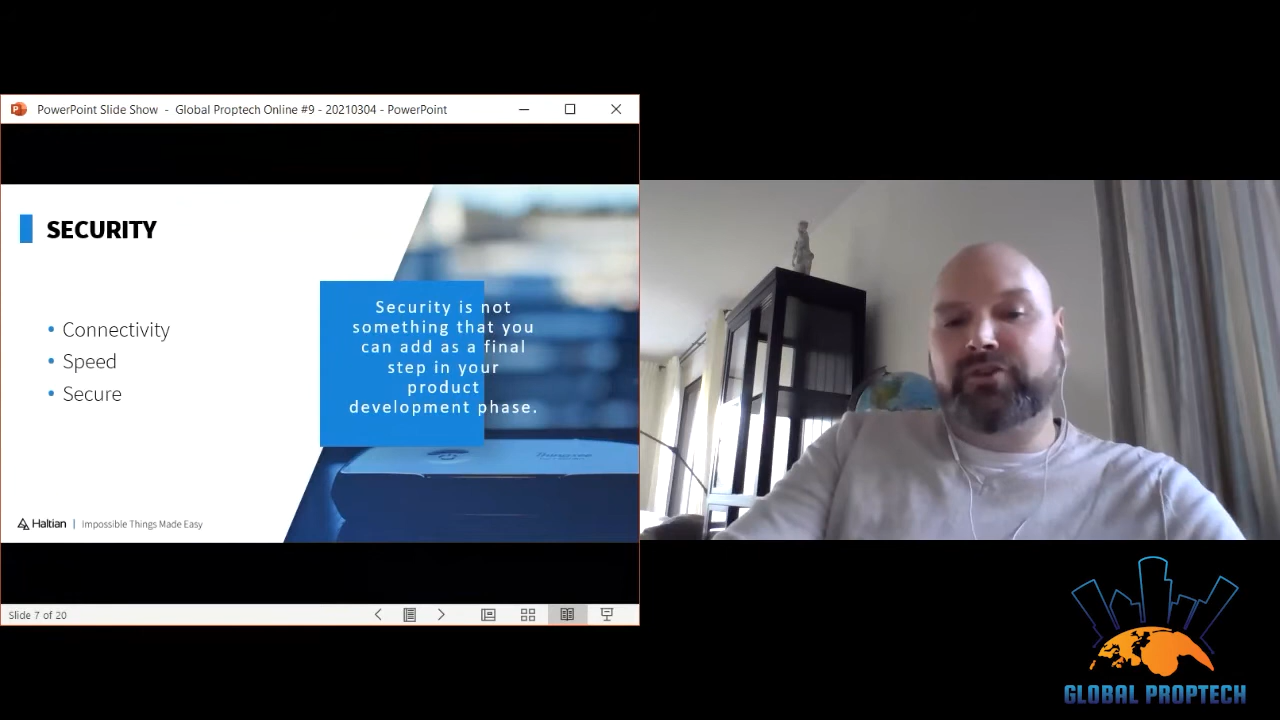 PowerPoint Slide Show - Global Proptech Online #9 - 20210304 - PowerPoint
SECURITY
• Connectivity
• Speed
• Secure
Security is not
something that you
can add as a final
step in your
product
development phase.
Haltian | Impossible Things Made Easy
Slide 7 of 20
GLOBAL PROPTECH